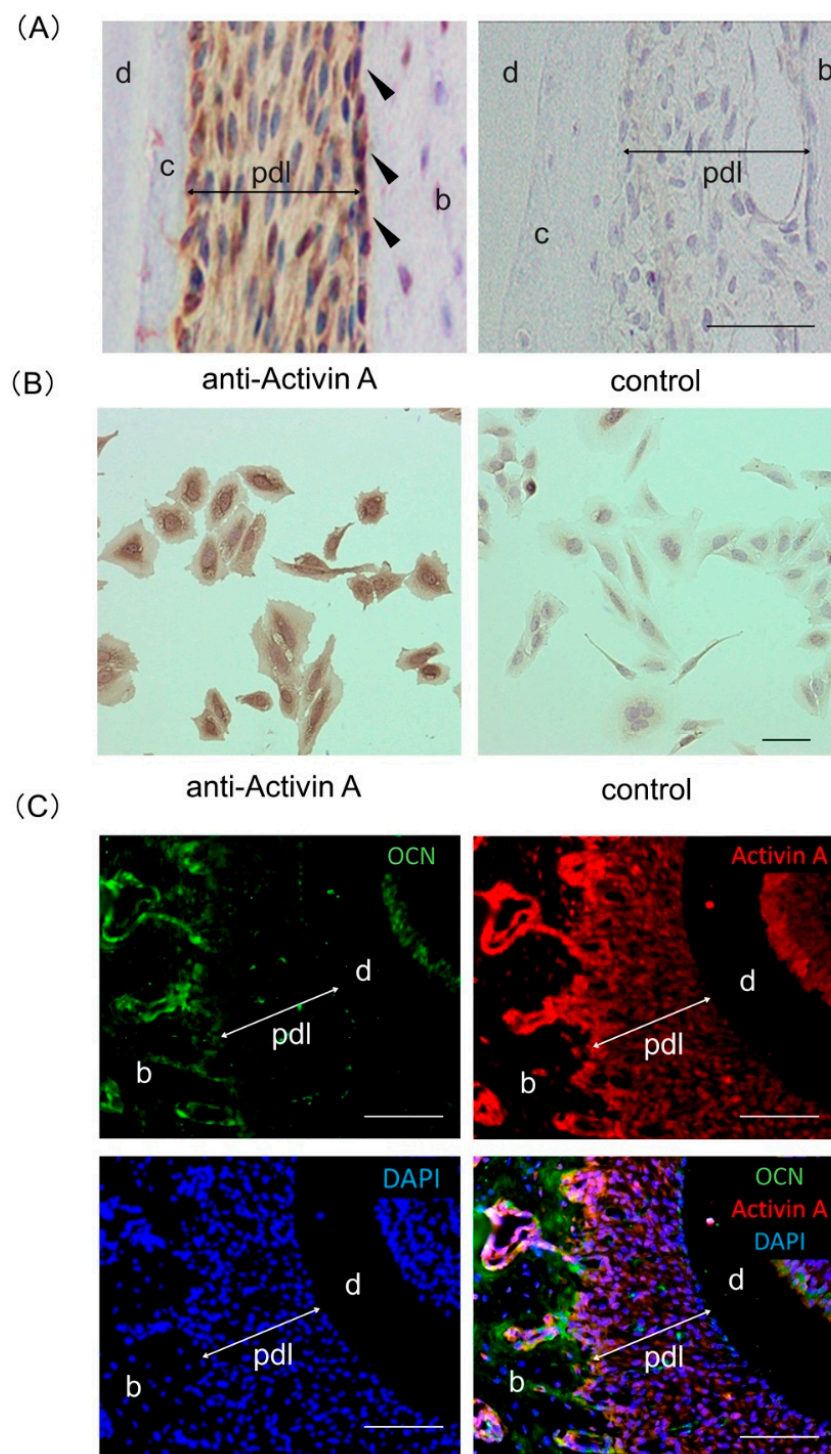 (A)
d
c
pdl
b
d
c
pdl
b
anti-Activin A
control
(B)
anti-Activin A
control
(C)
OCN
d
pdl
b
Activin A
d
pdl
b
DAPI
d
pdl
b
OCN
Activin A
DAPI
d
pdl
b